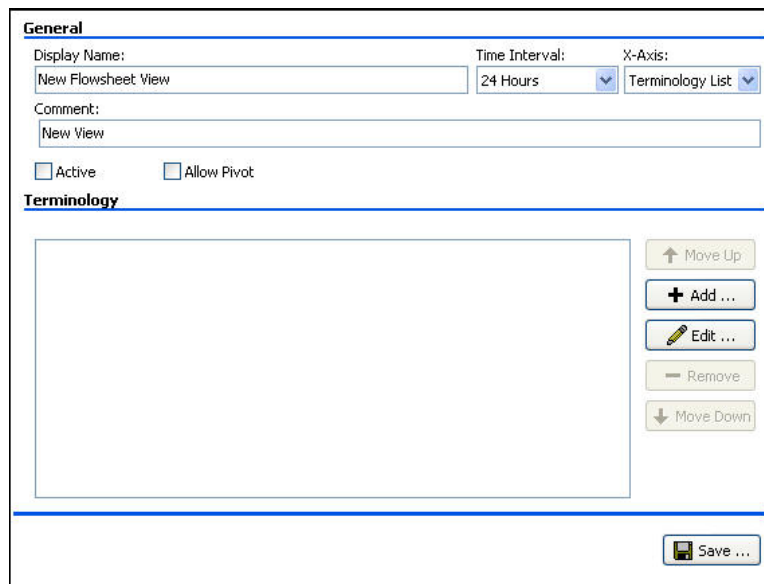 General
Display Name: Time Interval: X-Axis:
New Flowsheet View 24 Hours Terminology List
Comment:
New View
Active Allow Pivot
Terminology
Move Up
Add ...
Edit ...
Remove
Move Down
Save ...